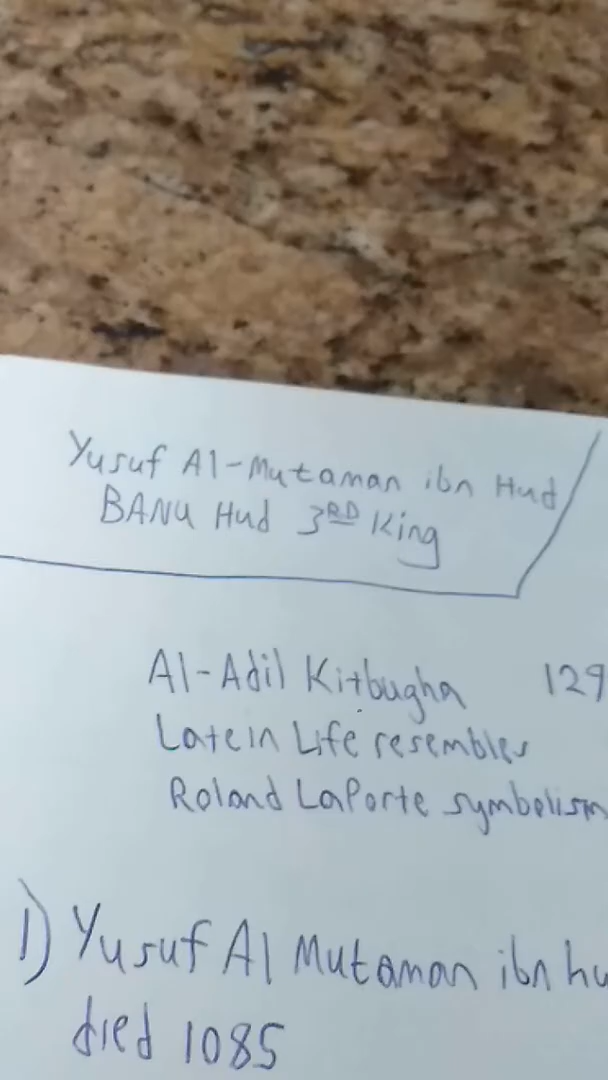 Yusuf Al-Mutaman ibn Hud
BANU Hud 3RD King
Al-Adil Kitbugha 129
Late in Life resembles
Roland LaPorte symbolism
1) Yusuf Al Mutaman ibn hu
died 1085